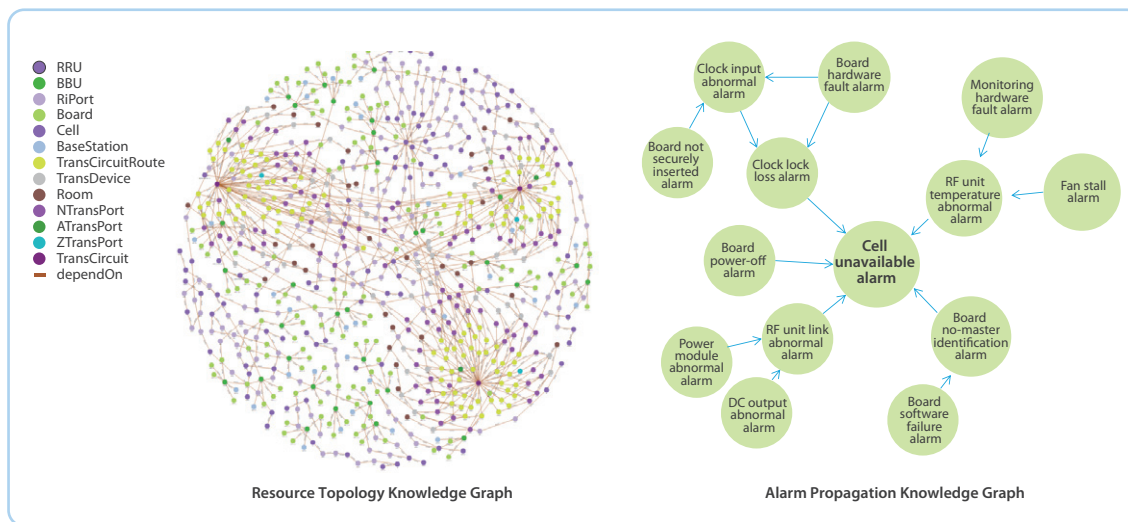 RRU
BBU
RiPort
Board
Cell
BaseStation
TransCircuitRoute
TransDevice
Room
NTransPort
ATransPort
ZTransPort
TransCircuit
dependOn
Resource Topology Knowledge Graph
Clock input
abnormal
alarm
Board
hardware
fault alarm
Monitoring
hardware
fault alarm
Board not
securely
inserted
alarm
Clock lock
loss alarm
RF unit
temperature
abnormal
alarm
Fan stall
alarm
Board
power-off
alarm
Cell
unavailable
alarm
Power
module
abnormal
alarm
RF unit link
abnormal
alarm
Board
no-master
identification
alarm
DC output
abnormal
alarm
Board
software
failure
alarm
Alarm Propagation Knowledge Graph